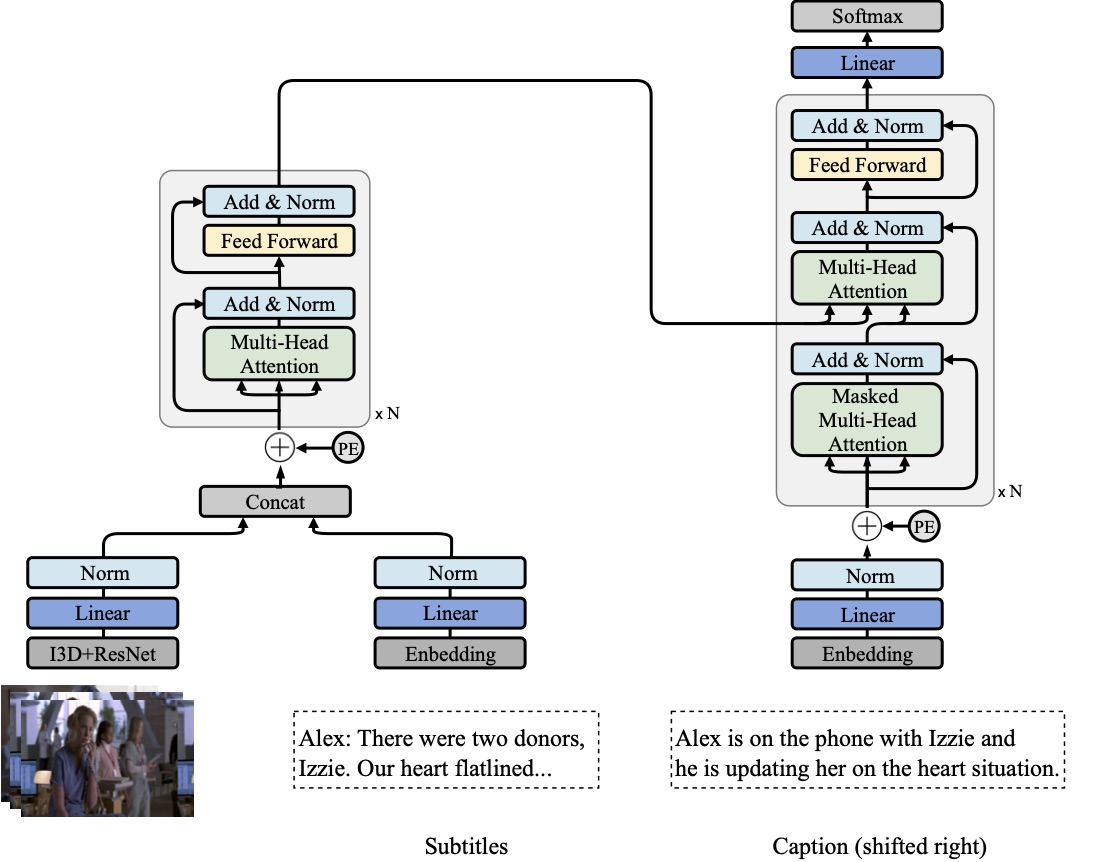 Softmax
Linear
Add & Norm
Feed Forward
Add & Norm
Multi-Head
Attention
Add & Norm
Masked
Multi-Head
Attention
x N
PE
Norm
Linear
Embedding
Add & Norm
Feed Forward
Add & Norm
Multi-Head
Attention
x N
PE
Concat
Norm
Linear
I3D+ResNet
Norm
Linear
Enbedding
Alex: There were two donors,
Izzie. Our heart flatlined...
Subtitles
Alex is on the phone with Izzie and
he is updating her on the heart situation.
Caption (shifted right)